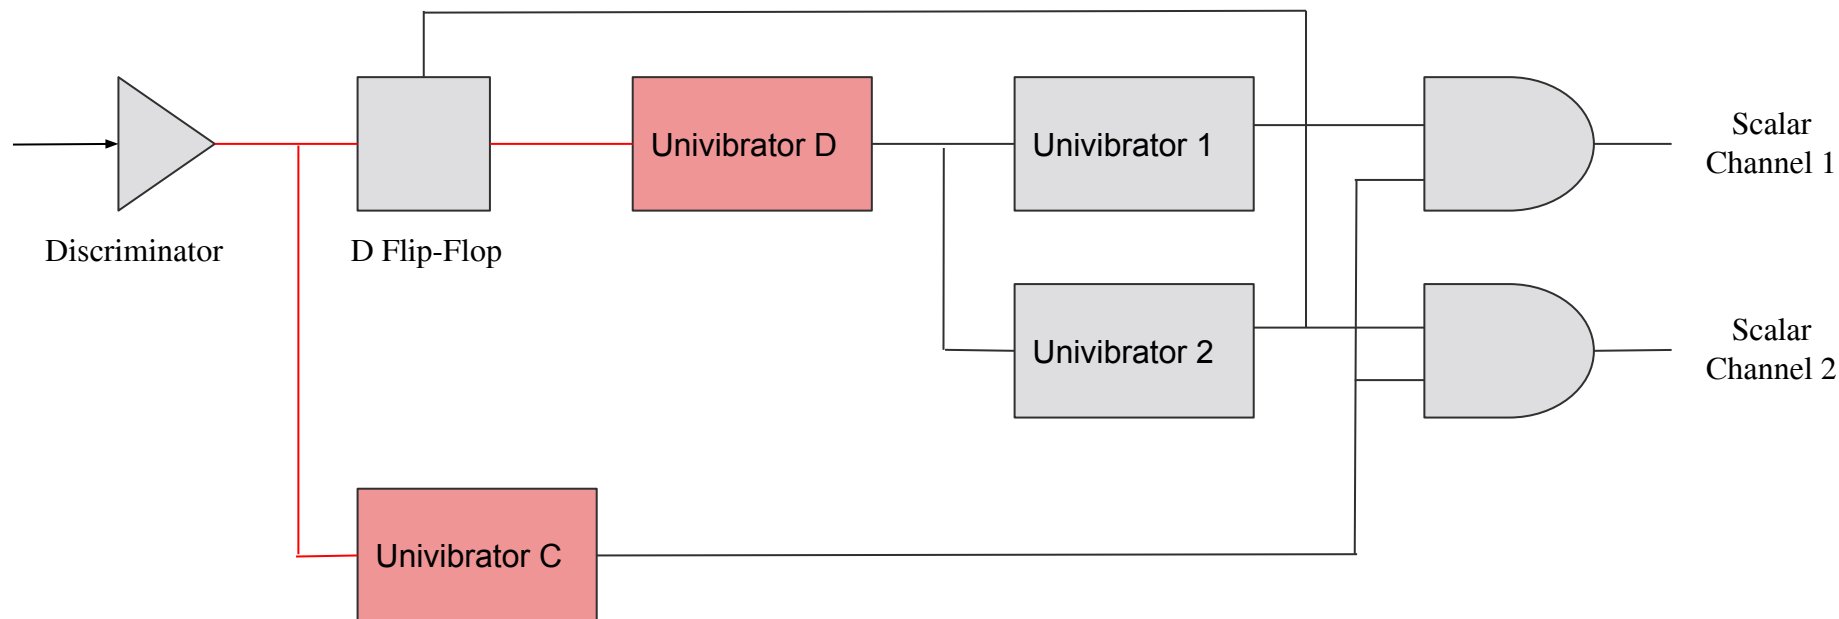 Univibrator D
Univibrator 1
Scalar
Channel 1
Discriminator
D Flip-Flop
Univibrator 2
Scalar
Channel 2
Univibrator C